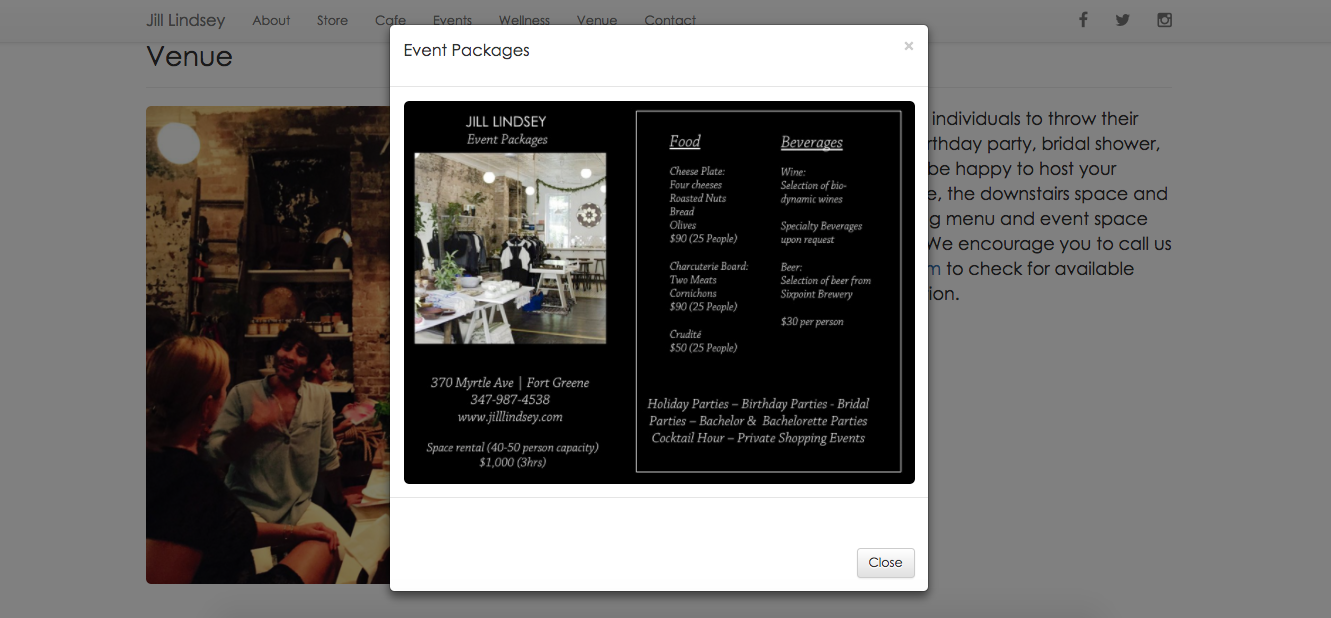 Jill Lindsey About Store Cafe Events Wellness Venue Contact
Venue
Event Packages ×
JILL LINDSEY
Event Packages
370 Myrtle Ave | Fort Greene
347-987-4538
www.jilllindsey.com
Space rental (40-50 person capacity)
$1,000 (3hrs)
Food
Cheese Plate:
Four cheeses
Roasted Nuts
Bread
Olives
$90 (25 People)
Charcuterie Board:
Two Meats
Cornichons
$90 (25 People)
Crudité
$50 (25 People)
Beverages
Wine:
Selection of bio-
dynamic wines
Specialty Beverages
upon request
Beer:
Selection of beer from
Sixpoint Brewery
$30 per person
Holiday Parties – Birthday Parties - Bridal
Parties – Bachelor & Bachelorette Parties
Cocktail Hour – Private Shopping Events
Close
individuals to throw their
rthday party, bridal shower,
be happy to host your
e, the downstairs space and
g menu and event space
We encourage you to call us
m to check for available
ion.